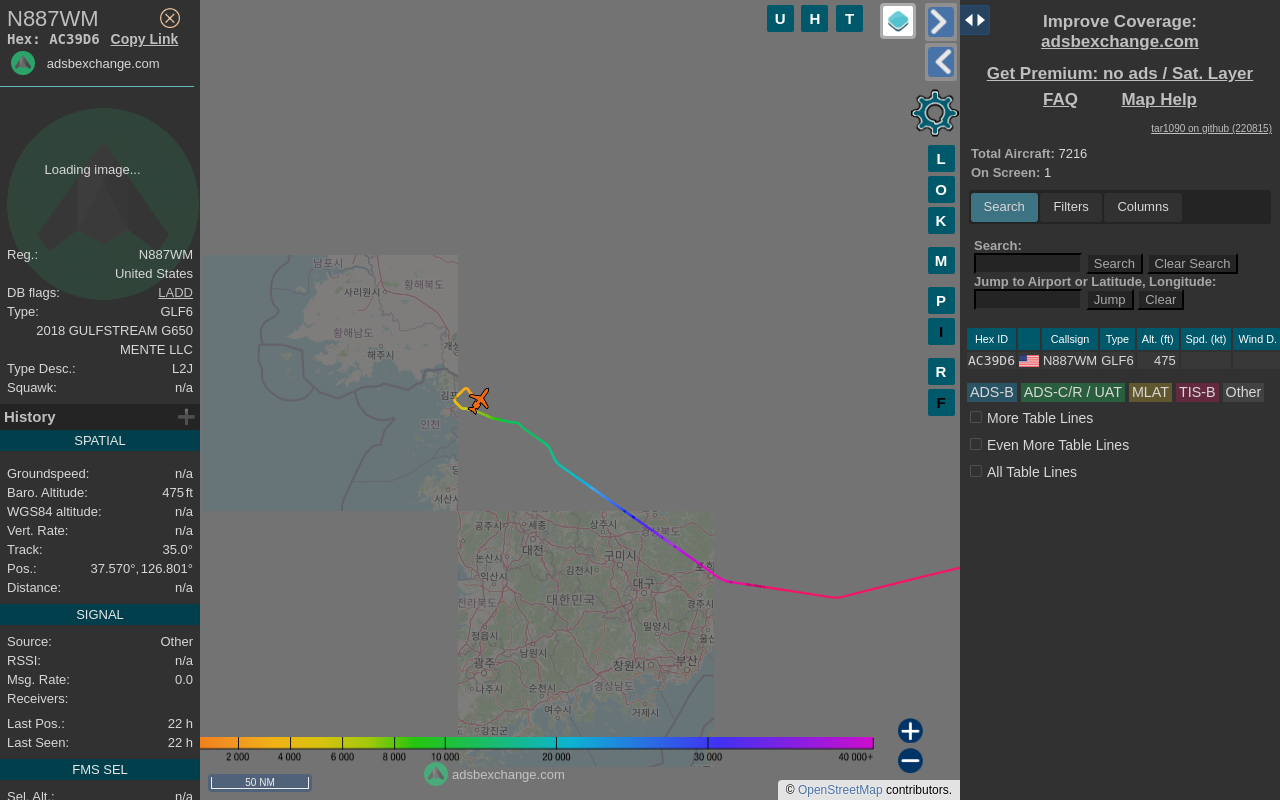 N887WM
Hex: AC39D6 Copy Link
adsbexchange.com
Loading image...
Reg.: N887WM
United States
DB flags: LADD
Type: GLF6
2018 GULFSTREAM G650
MENTE LLC
Type Desc.: L2J
Squawk: n/a
History
SPATIAL
Groundspeed: n/a
Baro. Altitude: 475 ft
WGS84 altitude: n/a
Vert. Rate: n/a
Track: 35.0°
Pos.: 37.570°, 126.801°
Distance: n/a
SIGNAL
Source: Other
RSSI: n/a
Msg. Rate: 0.0
Receivers:
Last Pos.: 22 h
Last Seen: 22 h
FMS SEL
Sel. Alt.: n/a
U H T
L
O
K
M
P
I
R
F
남포시
황해북도
사리원시
황해남도
해주시
인천
서산시
공주시
세종
상주시
경상북도
대전
구미시
논산시
김천시
익산시
대구
전라북도
대한민국
경주시
정읍시
밀양시
남원시
광주
창원시
부산
나주시
순천시
경상남도
여수시
거제시
강진군
2 000 4 000 6 000 8 000 10 000 20 000 30 000 40 000+
50 NM
adsbexchange.com
© OpenStreetMap contributors.
Improve Coverage:
adsbexchange.com
Get Premium: no ads / Sat. Layer
FAQ Map Help
tar1090 on github (220815)
Total Aircraft: 7216
On Screen: 1
Search Filters Columns
Search:
Search Clear Search
Jump to Airport or Latitude, Longitude:
Jump Clear
Hex ID Callsign Type Alt. (ft) Spd. (kt) Wind D.
AC39D6 N887WM GLF6 475
ADS-B ADS-C/R / UAT MLAT TIS-B Other
More Table Lines
Even More Table Lines
All Table Lines